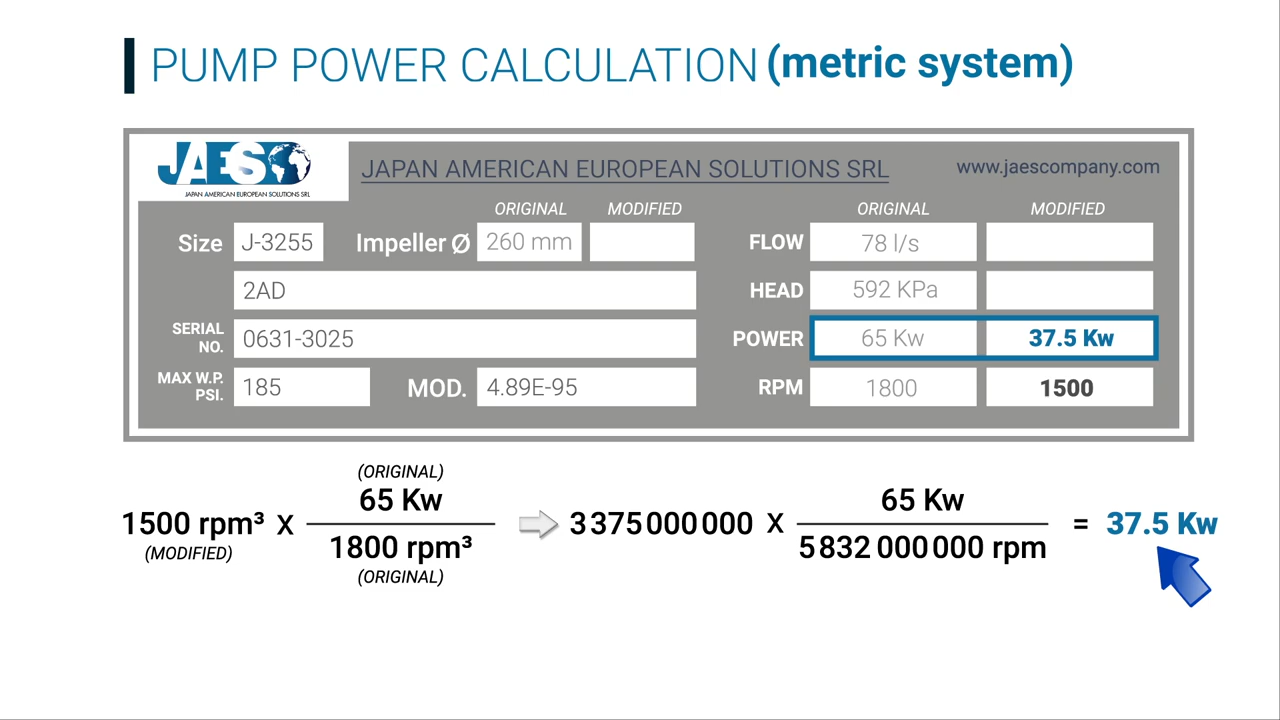 PUMP POWER CALCULATION (metric system)
JAES
JAPAN AMERICAN EUROPEAN SOLUTIONS SRL
JAPAN AMERICAN EUROPEAN SOLUTIONS SRL
www.jaescompany.com
ORIGINAL MODIFIED ORIGINAL MODIFIED
Size J-3255 Impeller Ø 260 mm FLOW 78 l/s
2AD HEAD 592 KPa
SERIAL NO. 0631-3025 POWER 65 Kw 37.5 Kw
MAX W.P. PSI. 185 MOD. 4.89E-95 RPM 1800 1500
(ORIGINAL)
1500 rpm³ x 65 Kw / 1800 rpm³ 3375000000 x 65 Kw / 5832000000 rpm = 37.5 Kw
(MODIFIED)
(ORIGINAL)